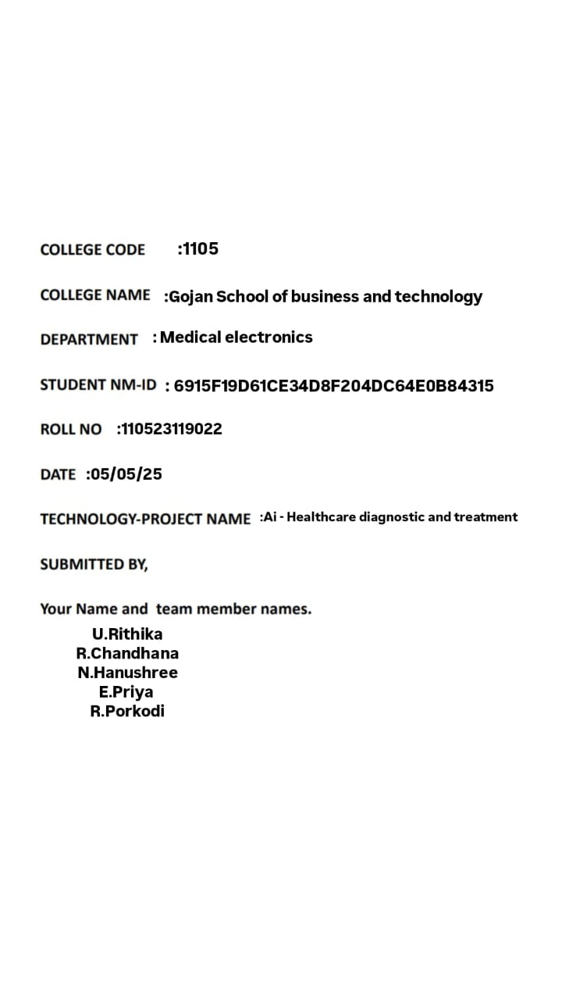 COLLEGE CODE :1105
COLLEGE NAME :Gojan School of business and technology
DEPARTMENT : Medical electronics
STUDENT NM-ID : 6915F19D61CE34D8F204DC64E0B84315
ROLL NO :110523119022
DATE :05/05/25
TECHNOLOGY-PROJECT NAME :Ai - Healthcare diagnostic and treatment
SUBMITTED BY,
Your Name and team member names.
U.Rithika
R.Chandhana
N.Hanushree
E.Priya
R.Porkodi